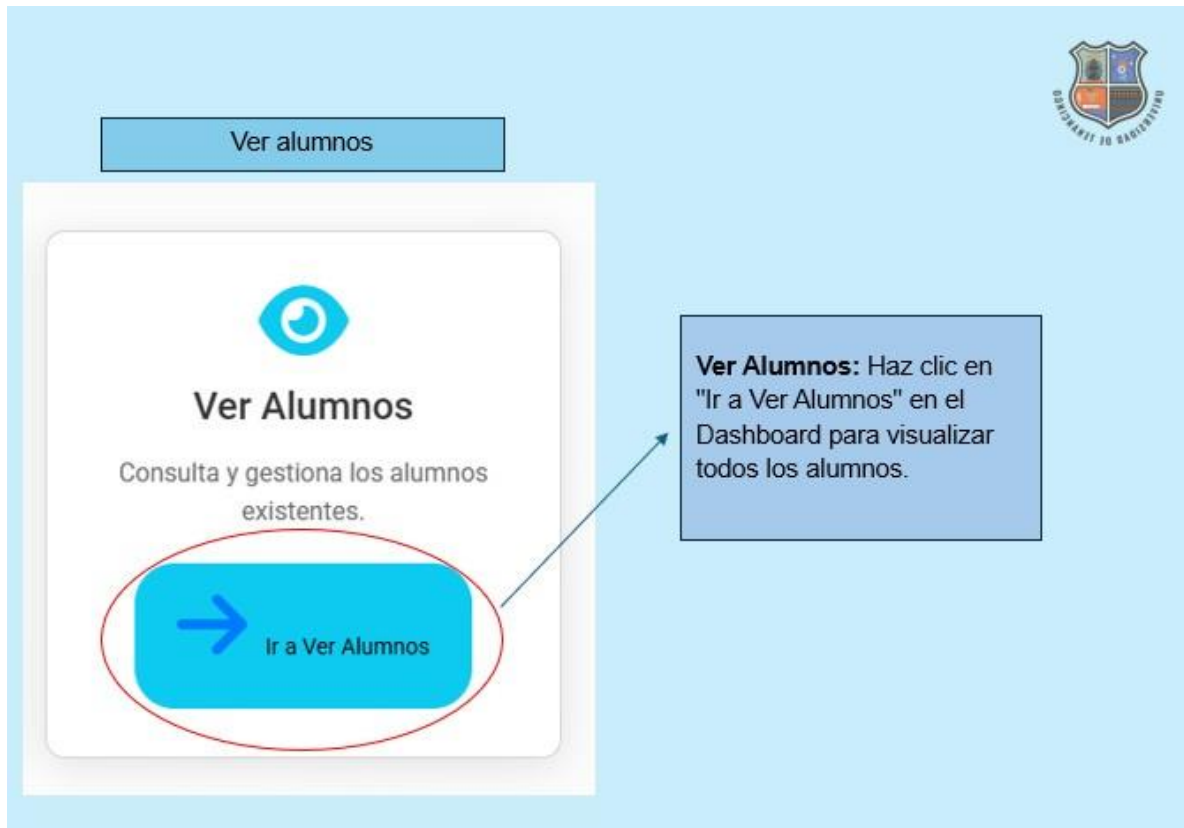 Ver alumnos
Ver Alumnos
Consulta y gestiona los alumnos
existentes.
Ir a Ver Alumnos
Ver Alumnos: Haz clic en
"Ir a Ver Alumnos" en el
Dashboard para visualizar
todos los alumnos.